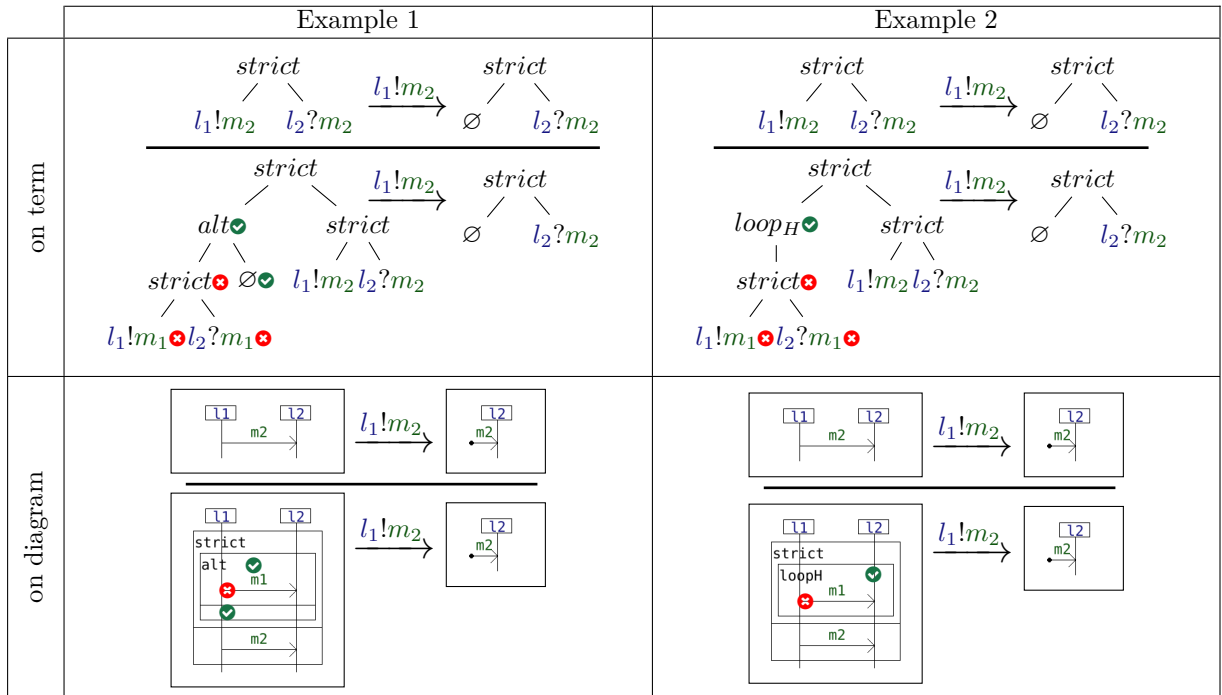 Example 1
Example 2
on term
strict
l₁!m₂ l₂?m₂
l₁!m₂
strict
∅ l₂?m₂
strict
alt strict
strict ∅ l₁!m₂ l₂?m₂
l₁!m₁ l₂?m₁
l₁!m₂
strict
∅ l₂?m₂
strict
l₁!m₂ l₂?m₂
l₁!m₂
strict
∅ l₂?m₂
strict
loop_H strict
strict l₁!m₂ l₂?m₂
l₁!m₁ l₂?m₁
l₁!m₂
strict
∅ l₂?m₂
on diagram
l1 l2
m2
l₁!m₂
l2
m2
l1 l2
strict
alt
m1
m2
l₁!m₂
l2
m2
l1 l2
m2
l₁!m₂
l2
m2
l1 l2
strict
loopH
m1
m2
l₁!m₂
l2
m2